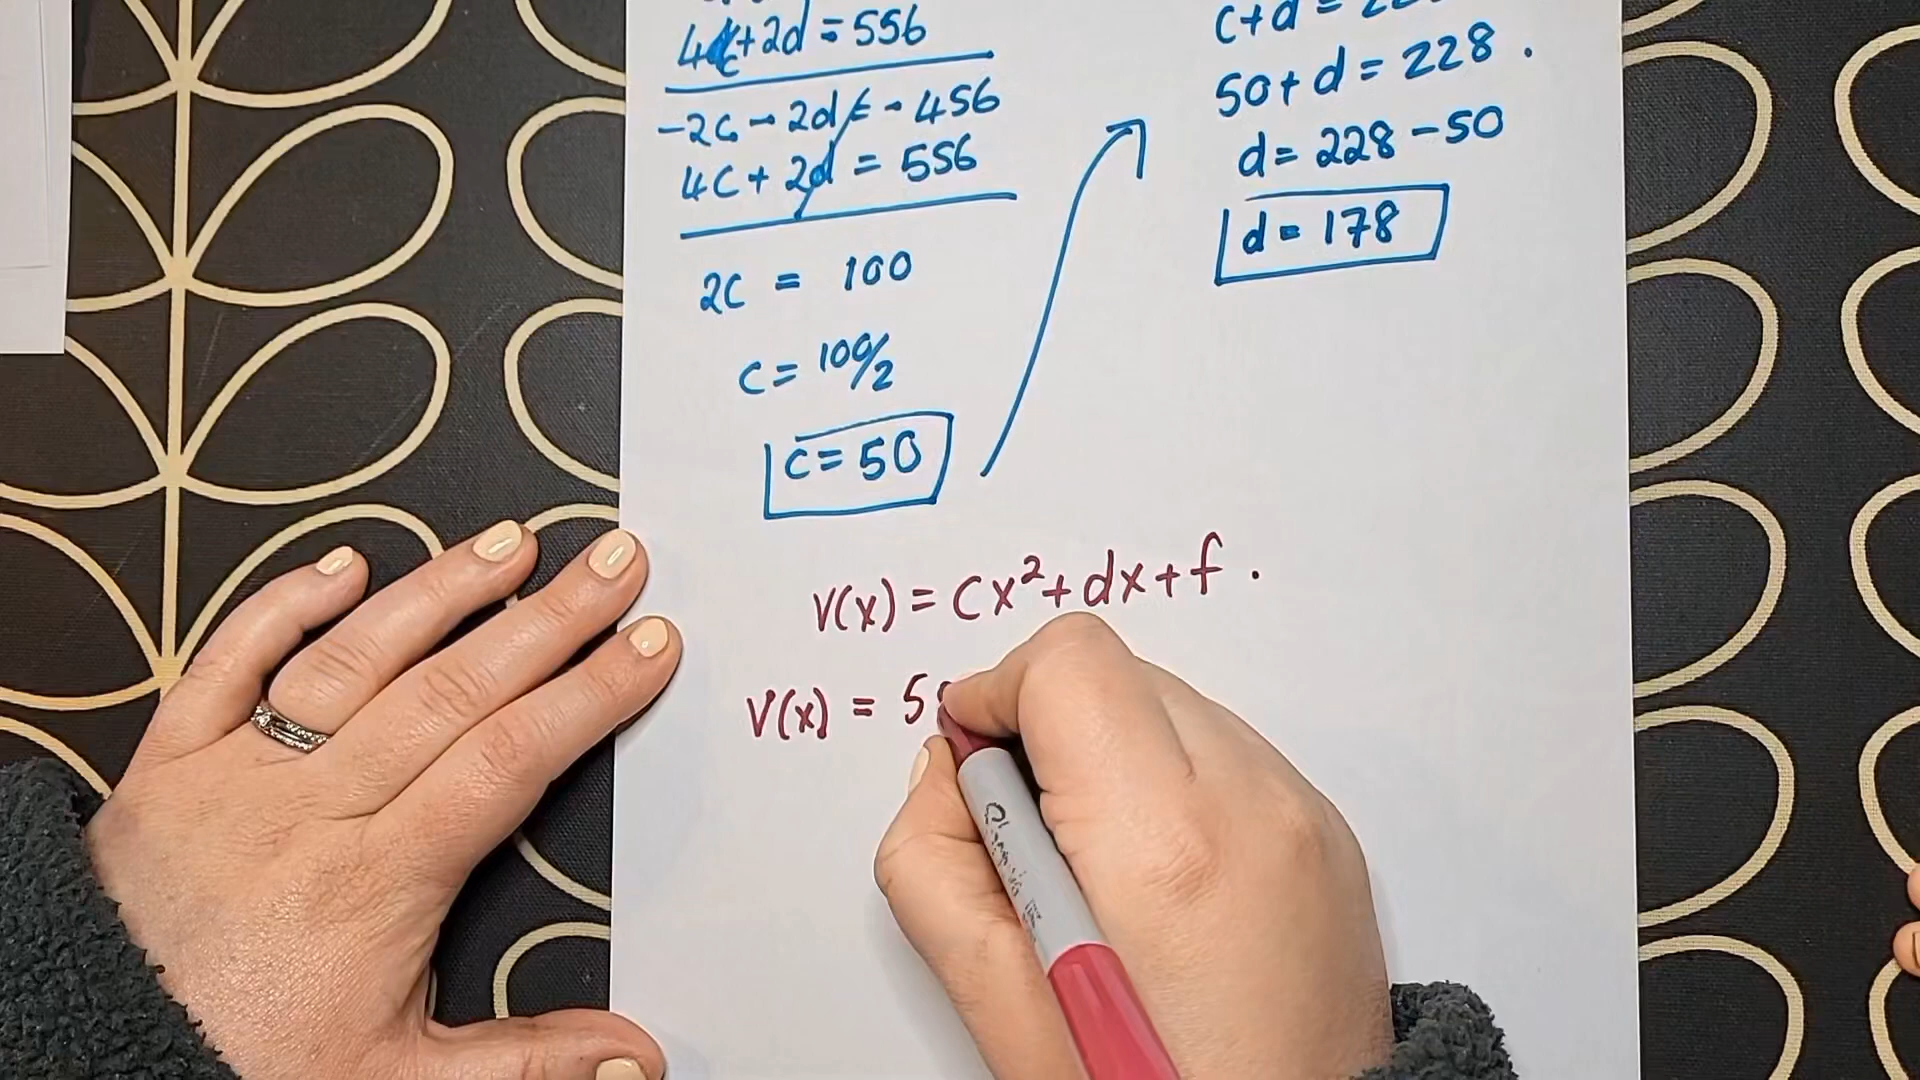 4c+2d=556
-2c-2d=-456
4c+2d=556
2c = 100
c=100/2
c=50
50+d=228.
d=228-50
d=178
V(x)=cx²+dx+f.
V(x) = 5